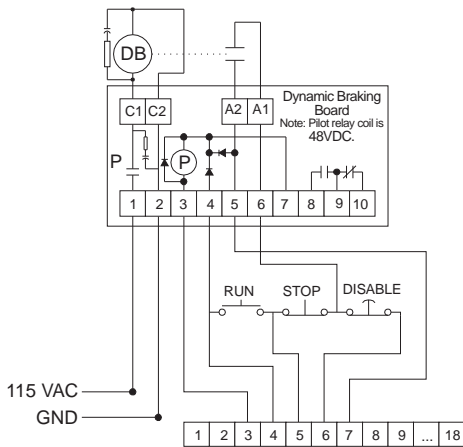 DB
C1 C2
A2 A1
Dynamic Braking
Board
Note: Pilot relay coil is
48VDC.
P
P
1 2 3 4 5 6 7 8 9 10
RUN STOP DISABLE
115 VAC
GND
1 2 3 4 5 6 7 8 9 ... 18